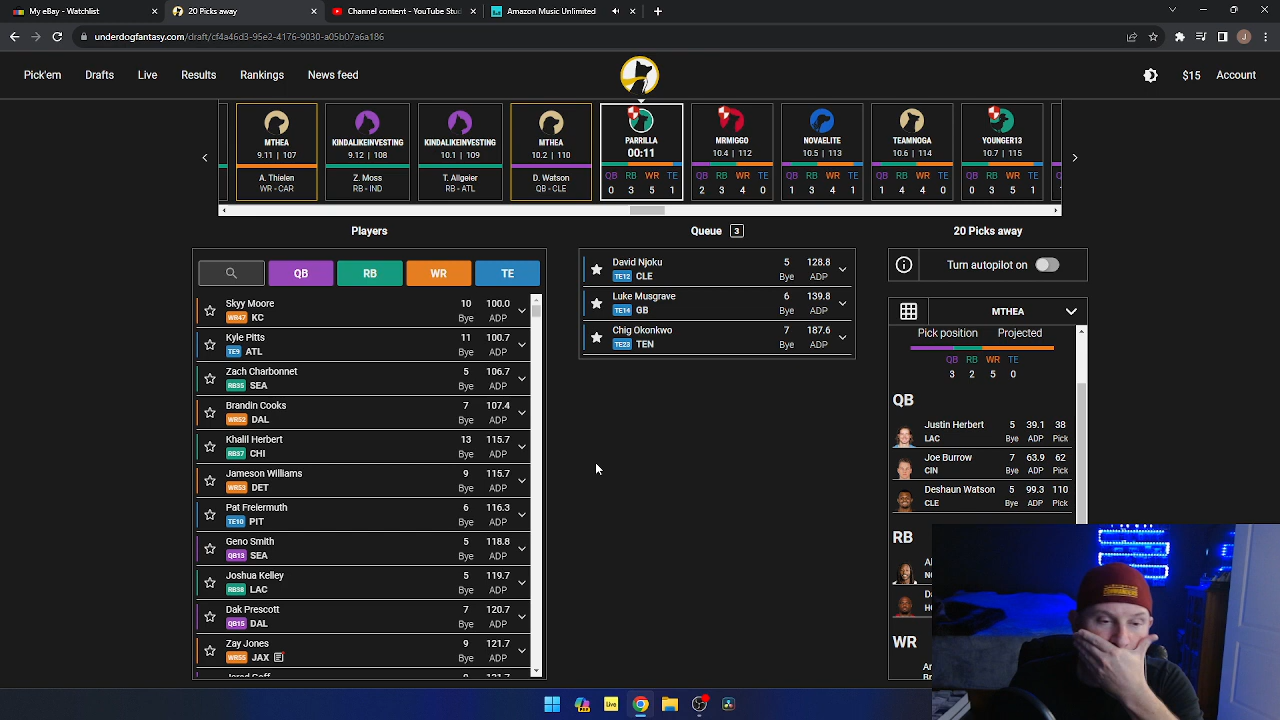 My eBay - Watchlist
20 Picks away
Channel content - YouTube Stud
Amazon Music Unlimited
underdogfantasy.com/draft/cf4a46d3-95e2-4176-9030-a05b07a6a186
Pick'em Drafts Live Results Rankings News feed
$15 Account
MTHEA
9.11 | 107
A. Thielen
WR - CAR
KINDALIKEINVESTING
9.12 | 108
Z. Moss
RB - IND
KINDALIKEINVESTING
10.1 | 109
T. Allgeier
RB - ATL
MTHEA
10.2 | 110
D. Watson
QB - CLE
PARRILLA
00:11
QB RB WR TE
0 3 5 1
MRMIGGO
10.4 | 112
QB RB WR TE
2 3 4 0
NOVAELITE
10.5 | 113
QB RB WR TE
1 3 4 1
TEAMNOGA
10.6 | 114
QB RB WR TE
1 4 4 0
YOUNGER13
10.7 | 115
QB RB WR TE
0 3 5 1
Players
QB RB WR TE
Skyy Moore 10 100.0
WR47 KC Bye ADP
Kyle Pitts 11 100.7
TE9 ATL Bye ADP
Zach Charbonnet 5 106.7
RB35 SEA Bye ADP
Brandin Cooks 7 107.4
WR52 DAL Bye ADP
Khalil Herbert 13 115.7
RB37 CHI Bye ADP
Jameson Williams 9 115.7
WR53 DET Bye ADP
Pat Freiermuth 6 116.3
TE10 PIT Bye ADP
Geno Smith 5 118.8
QB13 SEA Bye ADP
Joshua Kelley 5 119.7
RB38 LAC Bye ADP
Dak Prescott 7 120.7
QB15 DAL Bye ADP
Zay Jones 9 121.7
WR55 JAX Bye ADP
Jared Goff 9 121.7
Queue 3
David Njoku 5 128.8
TE12 CLE Bye ADP
Luke Musgrave 6 139.8
TE14 GB Bye ADP
Chig Okonkwo 7 187.6
TE23 TEN Bye ADP
20 Picks away
Turn autopilot on
MTHEA
Pick position Projected
QB RB WR TE
3 2 5 0
QB
Justin Herbert 5 39.1 38
LAC Bye ADP Pick
Joe Burrow 7 63.9 62
CIN Bye ADP Pick
Deshaun Watson 5 99.3 110
CLE Bye ADP Pick
RB
Al
WR